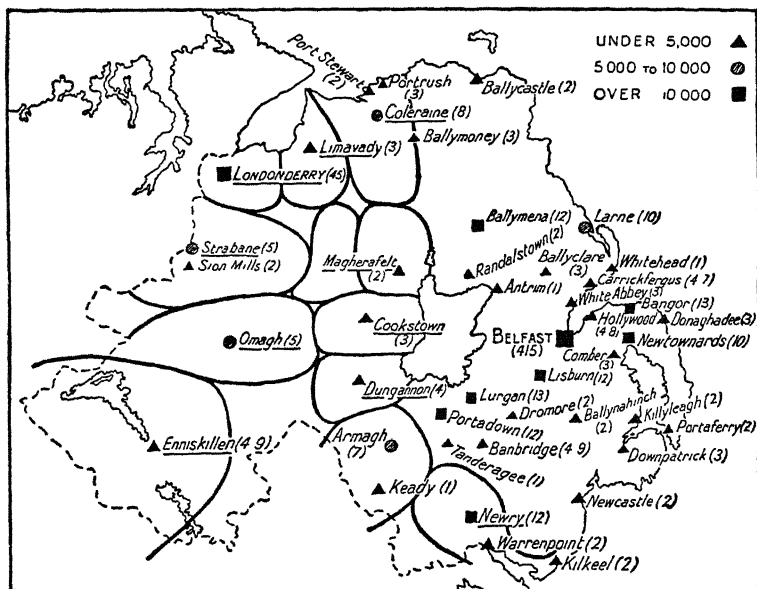 UNDER 5,000
5000 TO 10000
OVER 10000
Port Stewart
(2)
Portrush
(3)
Ballycastle (2)
Coleraine (8)
Ballymoney (3)
Limavady (3)
LONDONDERRY (45)
Ballymena (12)
Larne (10)
Strabane (5)
Sion Mills (2)
Magherafelt
(2)
Randalstown (2)
Ballyclare
(3)
Whitehead (1)
Carrickfergus (4 7)
Antrim (1)
White Abbey (3)
Bangor (13)
Hollywood
(4 8)
Donaghadee (3)
Omagh (5)
Cookstown
(3)
BELFAST
(415)
Newtownards (10)
Comber
(3)
Lisburn
(12)
Dungannon (4)
Lurgan (13)
Dromore (2)
Ballynahinch
(2)
Killyleagh (2)
Portadown
(12)
Portaferry (2)
Armagh
(7)
Enniskillen (4 9)
Banbridge (4 9)
Tanderagee (1)
Downpatrick (3)
Keady (1)
Newcastle (2)
Newry (12)
Warrenpoint (2)
Kilkeel (2)